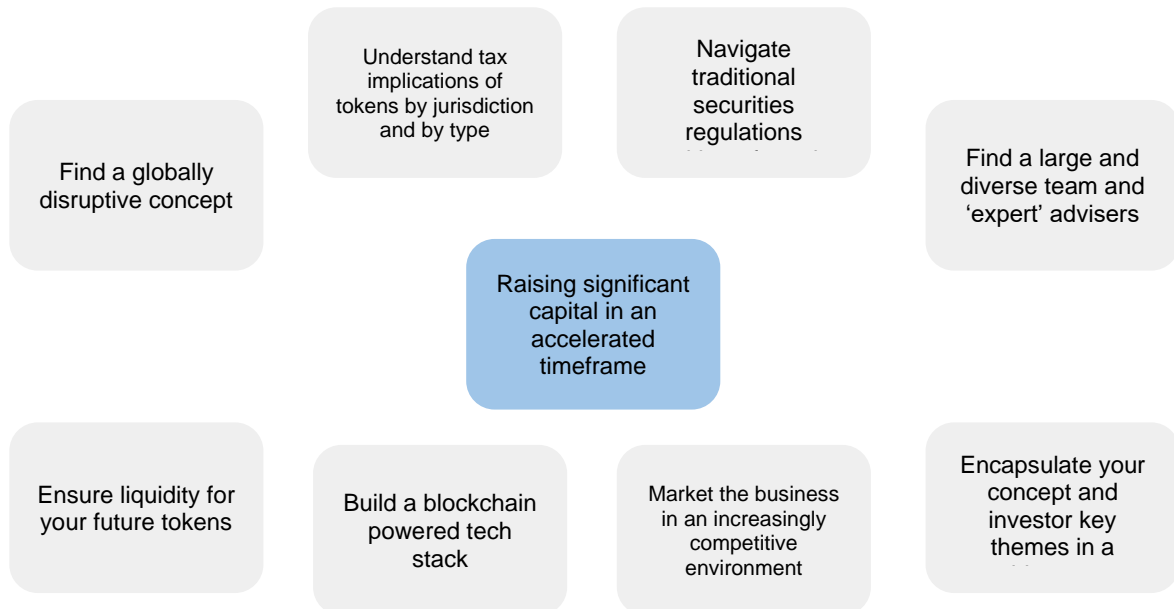 Understand tax
implications of
tokens by jurisdiction
and by type
Navigate
traditional
securities
regulations
Find a globally
disruptive concept
Find a large and
diverse team and
‘expert’ advisers
Raising significant
capital in an
accelerated
timeframe
Ensure liquidity for
your future tokens
Build a blockchain
powered tech
stack
Market the business
in an increasingly
competitive
environment
Encapsulate your
concept and
investor key
themes in a